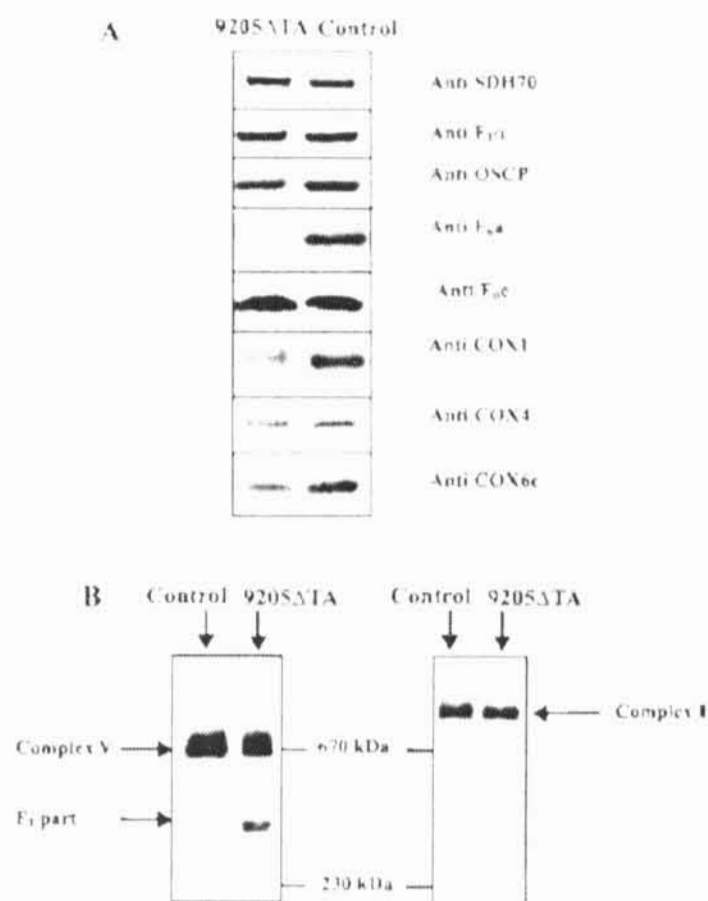 A
9205ΔTA Control
Anti SDH70
Anti F₁α
Anti OSCP
Anti F₀a
Anti F₀c
Anti COX1
Anti COX4
Anti COX6c
B Control 9205ΔTA Control 9205ΔTA
Complex V
670 kDa
Complex I
F₁ part
230 kDa